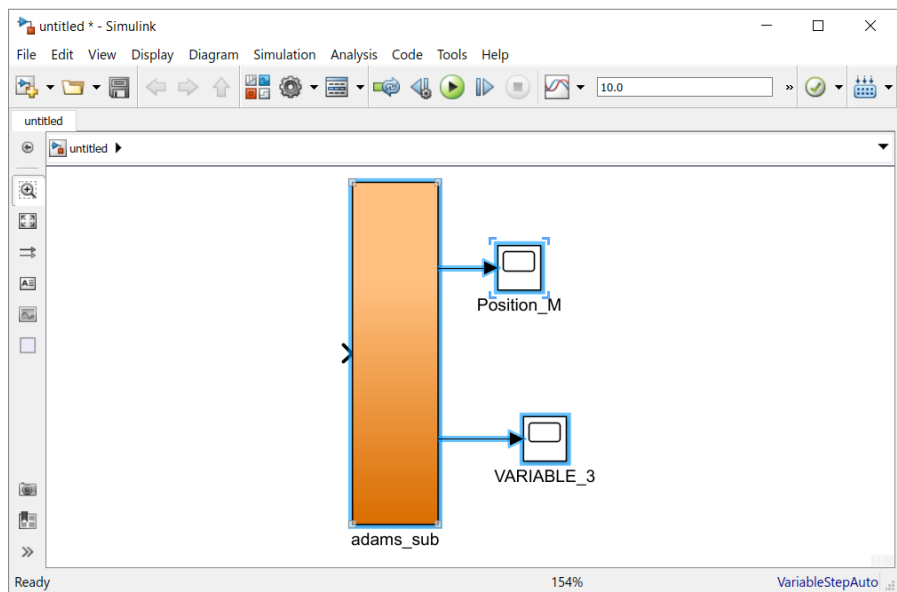 untitled * - Simulink
File Edit View Display Diagram Simulation Analysis Code Tools Help
10.0 »
untitled
untitled
A
Position_M
VARIABLE_3
adams_sub
»
Ready 154% VariableStepAuto